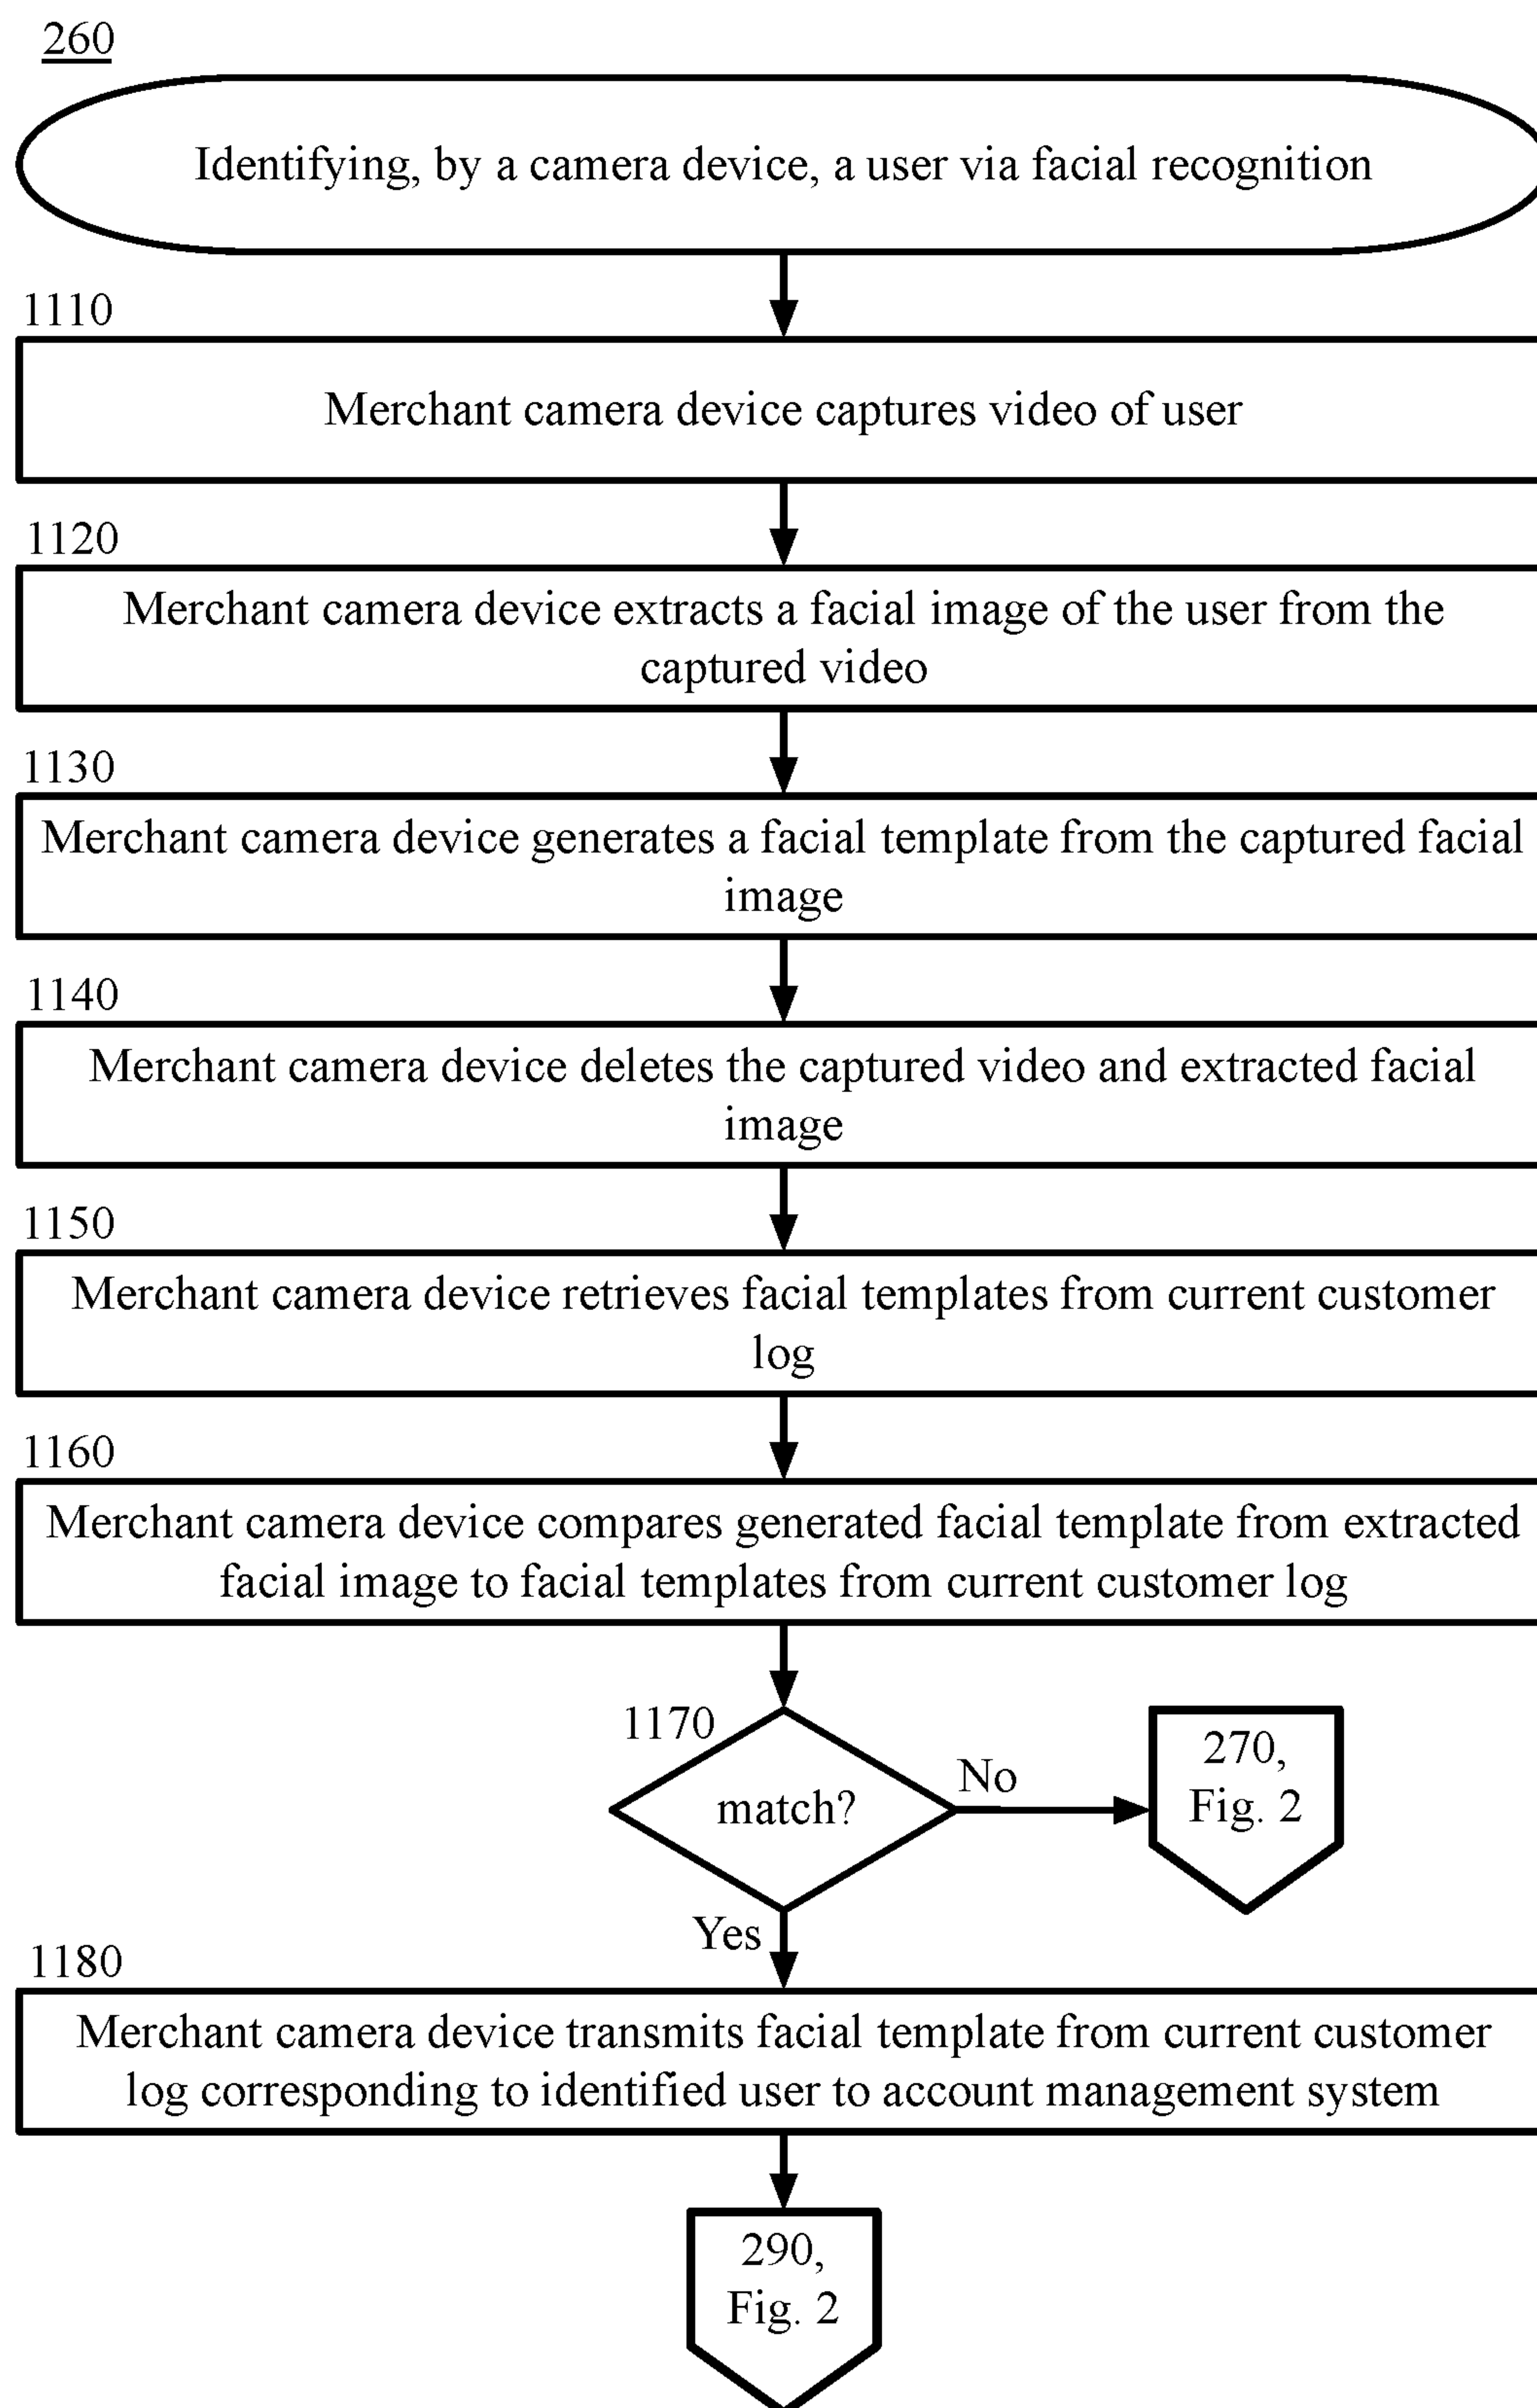 260
Identifying, by a camera device, a user via facial recognition
1110
Merchant camera device captures video of user
1120
Merchant camera device extracts a facial image of the user from the
captured video
1130
Merchant camera device generates a facial template from the captured facial
image
1140
Merchant camera device deletes the captured video and extracted facial
image
1150
Merchant camera device retrieves facial templates from current customer
log
1160
Merchant camera device compares generated facial template from extracted
facial image to facial templates from current customer log
1170
match?
No
270,
Fig. 2
Yes
1180
Merchant camera device transmits facial template from current customer
log corresponding to identified user to account management system
290,
Fig. 2